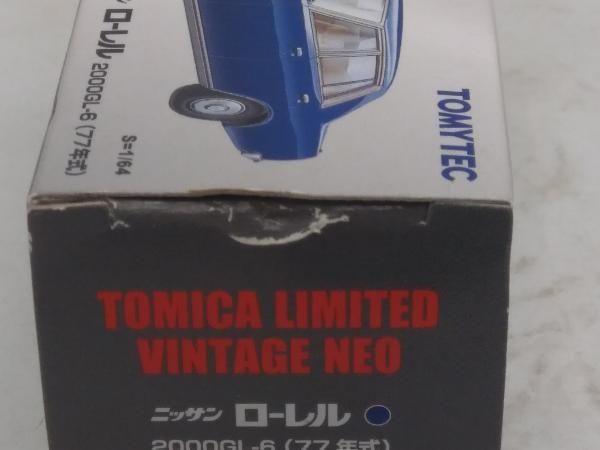 ン ローレル 2000GL-6 (77年式)
S=1/64
TOMYTEC
TOMICA LIMITED
VINTAGE NEO
ニッサン ローレル
2000GL-6 (77年式)